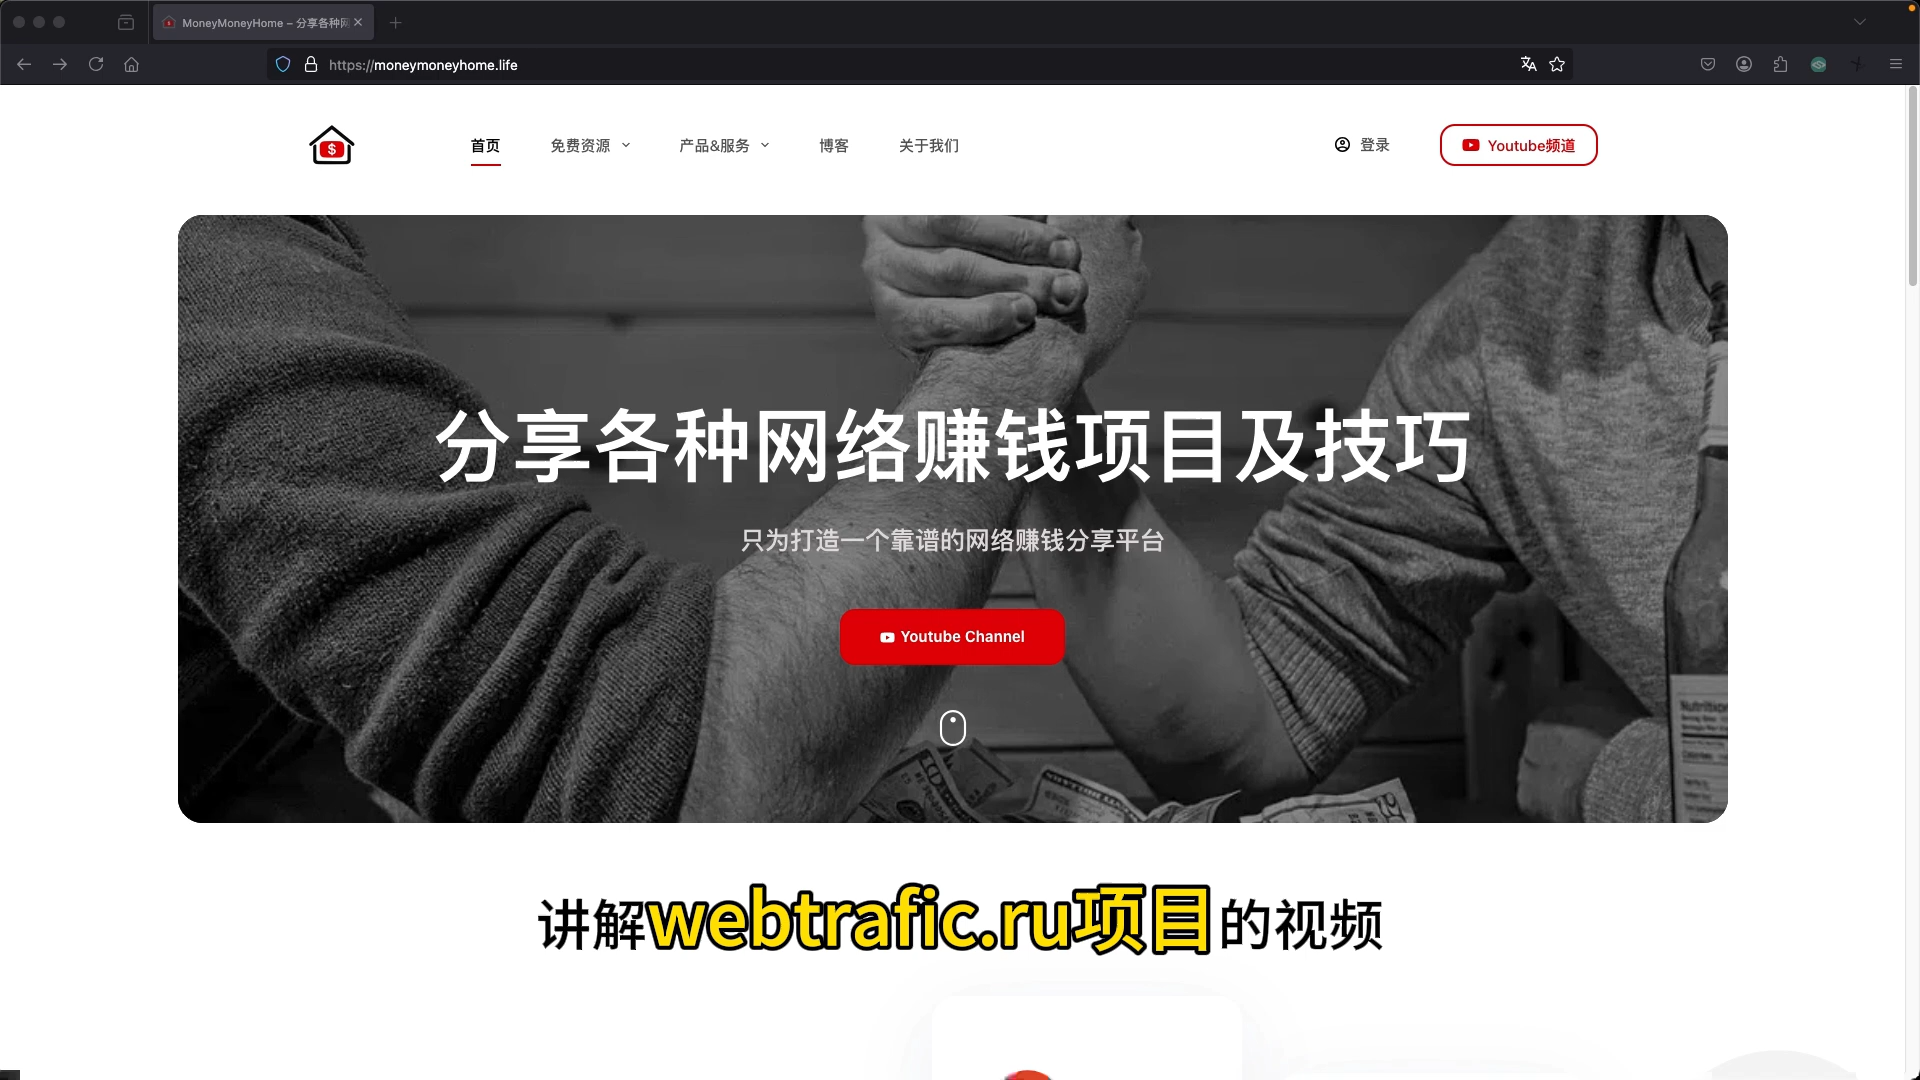 MoneyMoneyHome – 分享各种网
https://moneymoneyhome.life
$
首页
免费资源
产品&服务
博客
关于我们
登录
Youtube频道
分享各种网络赚钱项目及技巧
只为打造一个靠谱的网络赚钱分享平台
Youtube Channel
讲解webtrafic.ru项目的视频